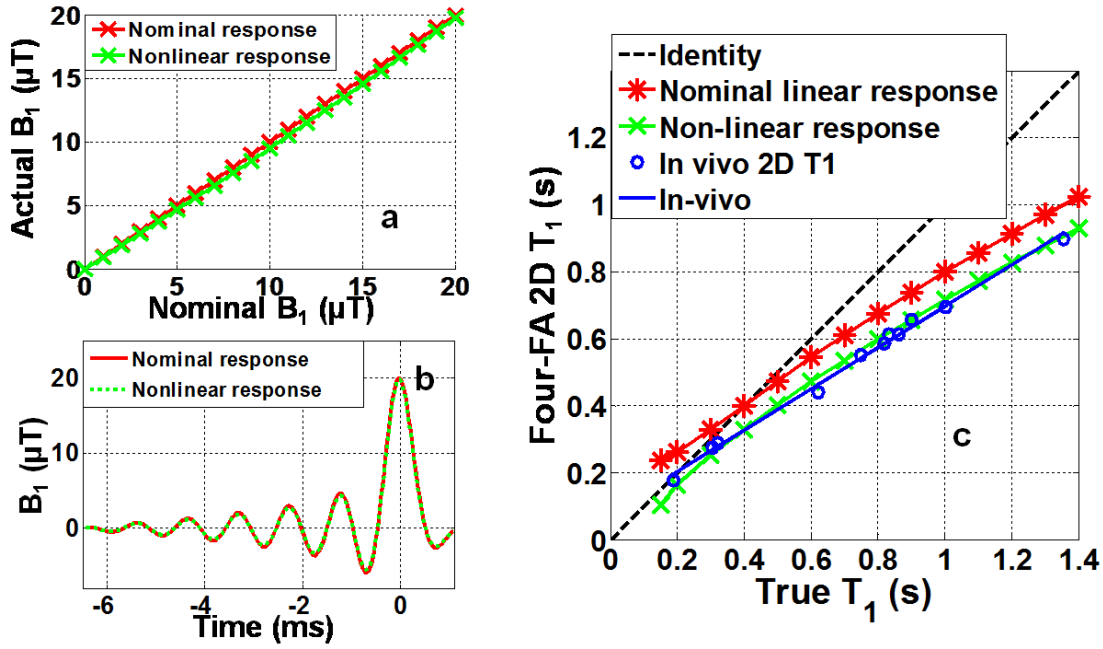 20
15
10
5
0
Actual B1 (µT)
Nominal response
Nonlinear response
a
0
5
10
15
20
Nominal B1 (µT)
Nominal response
Nonlinear response
b
20
10
0
B1 (µT)
-6
-4
-2
0
Time (ms)
Identity
Nominal linear response
Non-linear response
In vivo 2D T1
In-vivo
1.2
1
0.8
0.6
0.4
0.2
0
Four-FA 2D T1 (s)
c
0
0.2
0.4
0.6
0.8
1
1.2
1.4
True T1 (s)